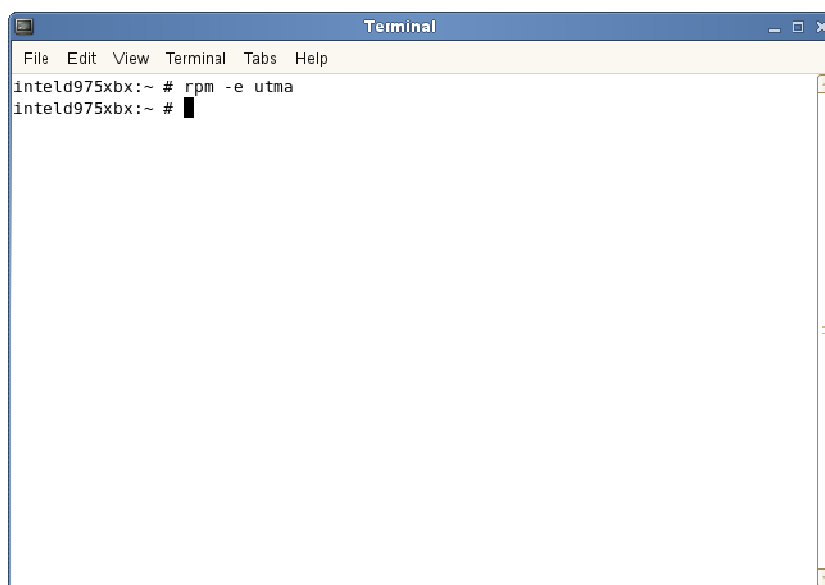 Terminal
File Edit View Terminal Tabs Help
inteld975xbx:~ # rpm -e utma
inteld975xbx:~ #